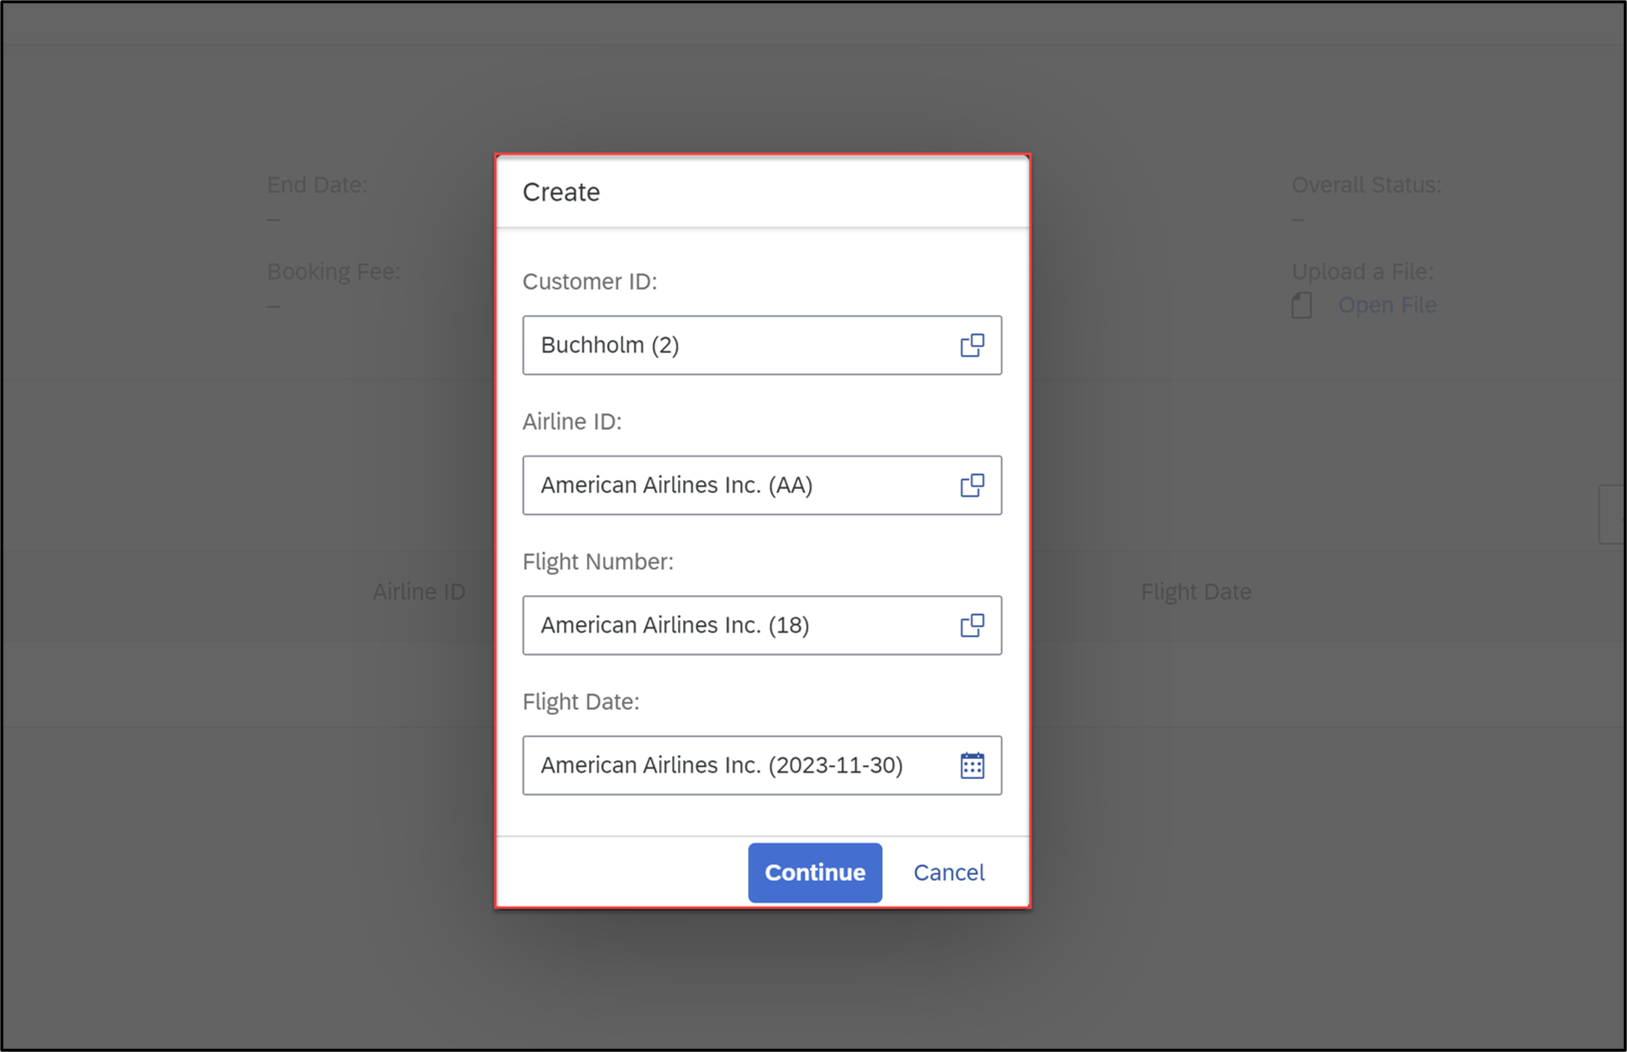 Create
Customer ID:
Buchholm (2)
Airline ID:
American Airlines Inc. (AA)
Flight Number:
American Airlines Inc. (18)
Flight Date:
American Airlines Inc. (2023-11-30)
Continue Cancel
End Date:
–
Booking Fee:
–
Overall Status:
–
Upload a File:
Open File
Airline ID
Flight Date